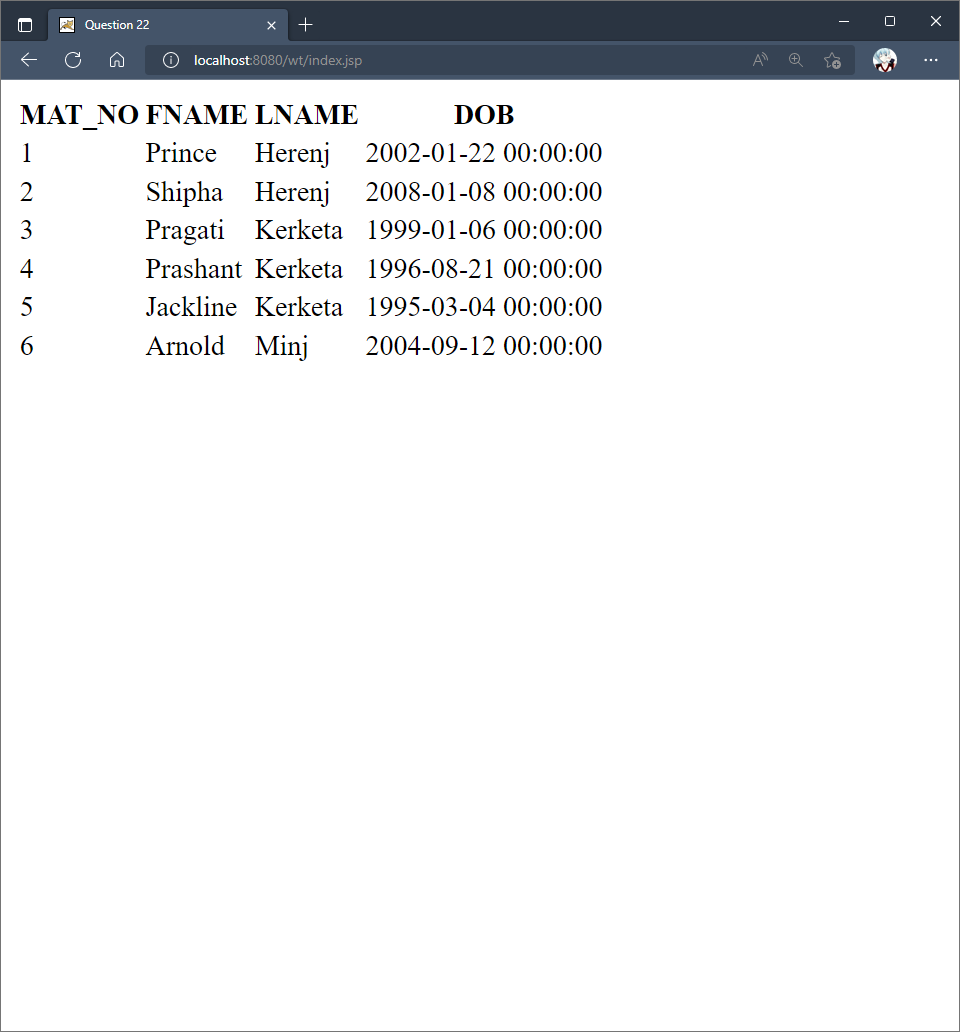 Question 22
localhost:8080/wt/index.jsp
MAT_NO FNAME LNAME DOB
1 Prince Herenj 2002-01-22 00:00:00
2 Shipha Herenj 2008-01-08 00:00:00
3 Pragati Kerketa 1999-01-06 00:00:00
4 Prashant Kerketa 1996-08-21 00:00:00
5 Jackline Kerketa 1995-03-04 00:00:00
6 Arnold Minj 2004-09-12 00:00:00